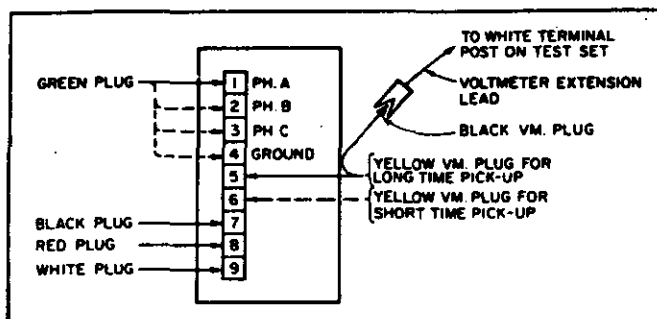 TO WHITE TERMINAL
POST ON TEST SET
GREEN PLUG
1 PH. A
2 PH. B
3 PH C
4 GROUND
5
6
7
8
9
VOLTMETER EXTENSION
LEAD
BLACK VM. PLUG
YELLOW VM. PLUG FOR
LONG TIME PICK-UP
YELLOW VM. PLUG FOR
SHORT TIME PICK-UP
BLACK PLUG
RED PLUG
WHITE PLUG